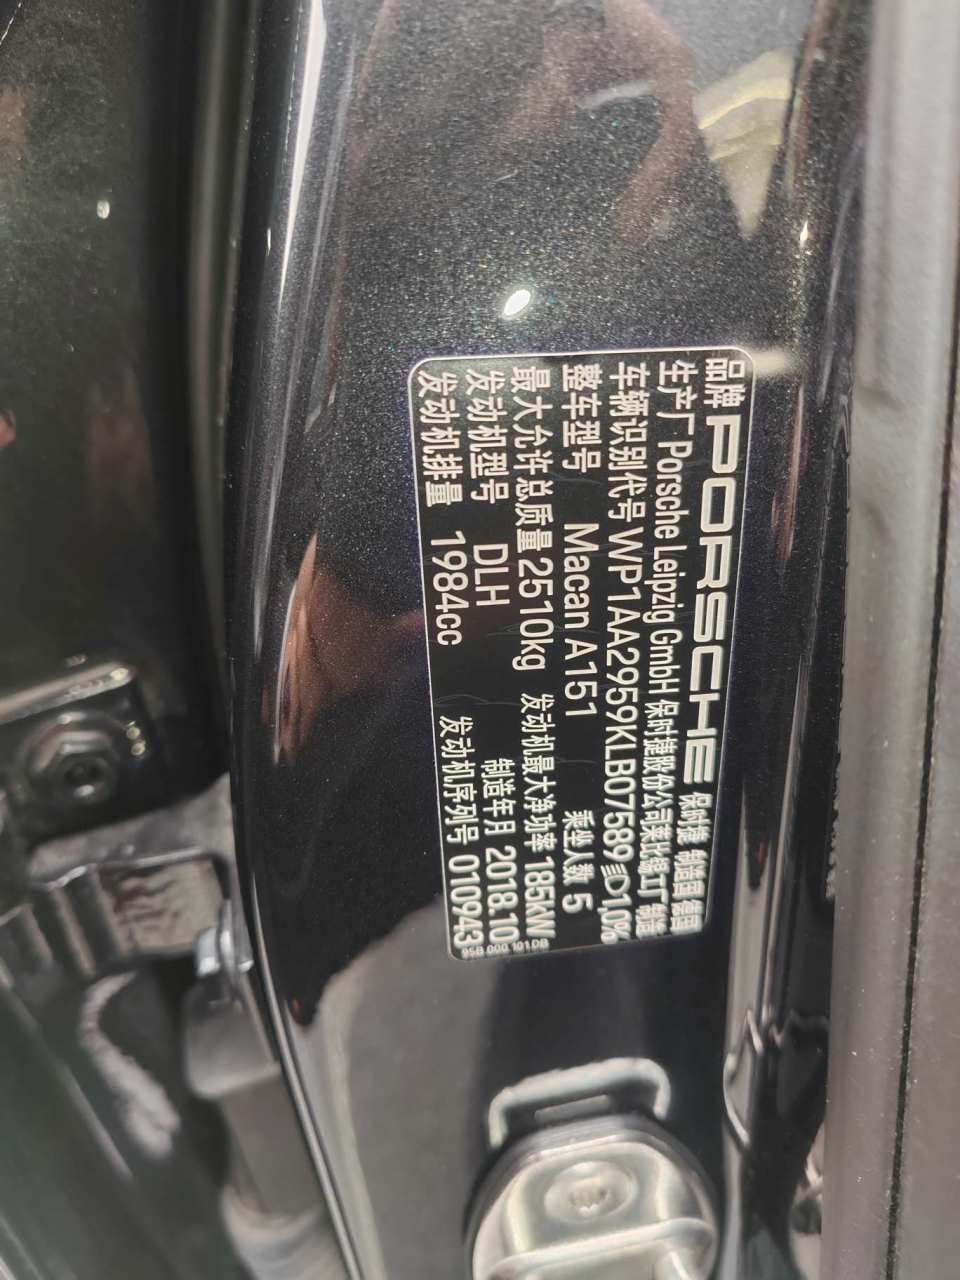 品牌 PORSCHE 保时捷 制造国 德国
生产厂 Porsche Leipzig GmbH 保时捷股份公司莱比锡工厂 制造
车辆识别代号 WP1AA2959KLB07589 D1,0%
整车型号 Macan A151 乘坐人数 5
最大允许总质量 2510kg 发动机最大净功率 185kW
发动机型号 DLH 制造年月 2018.10
发动机排量 1984cc 发动机序列号 010943
95B.000.101.DB